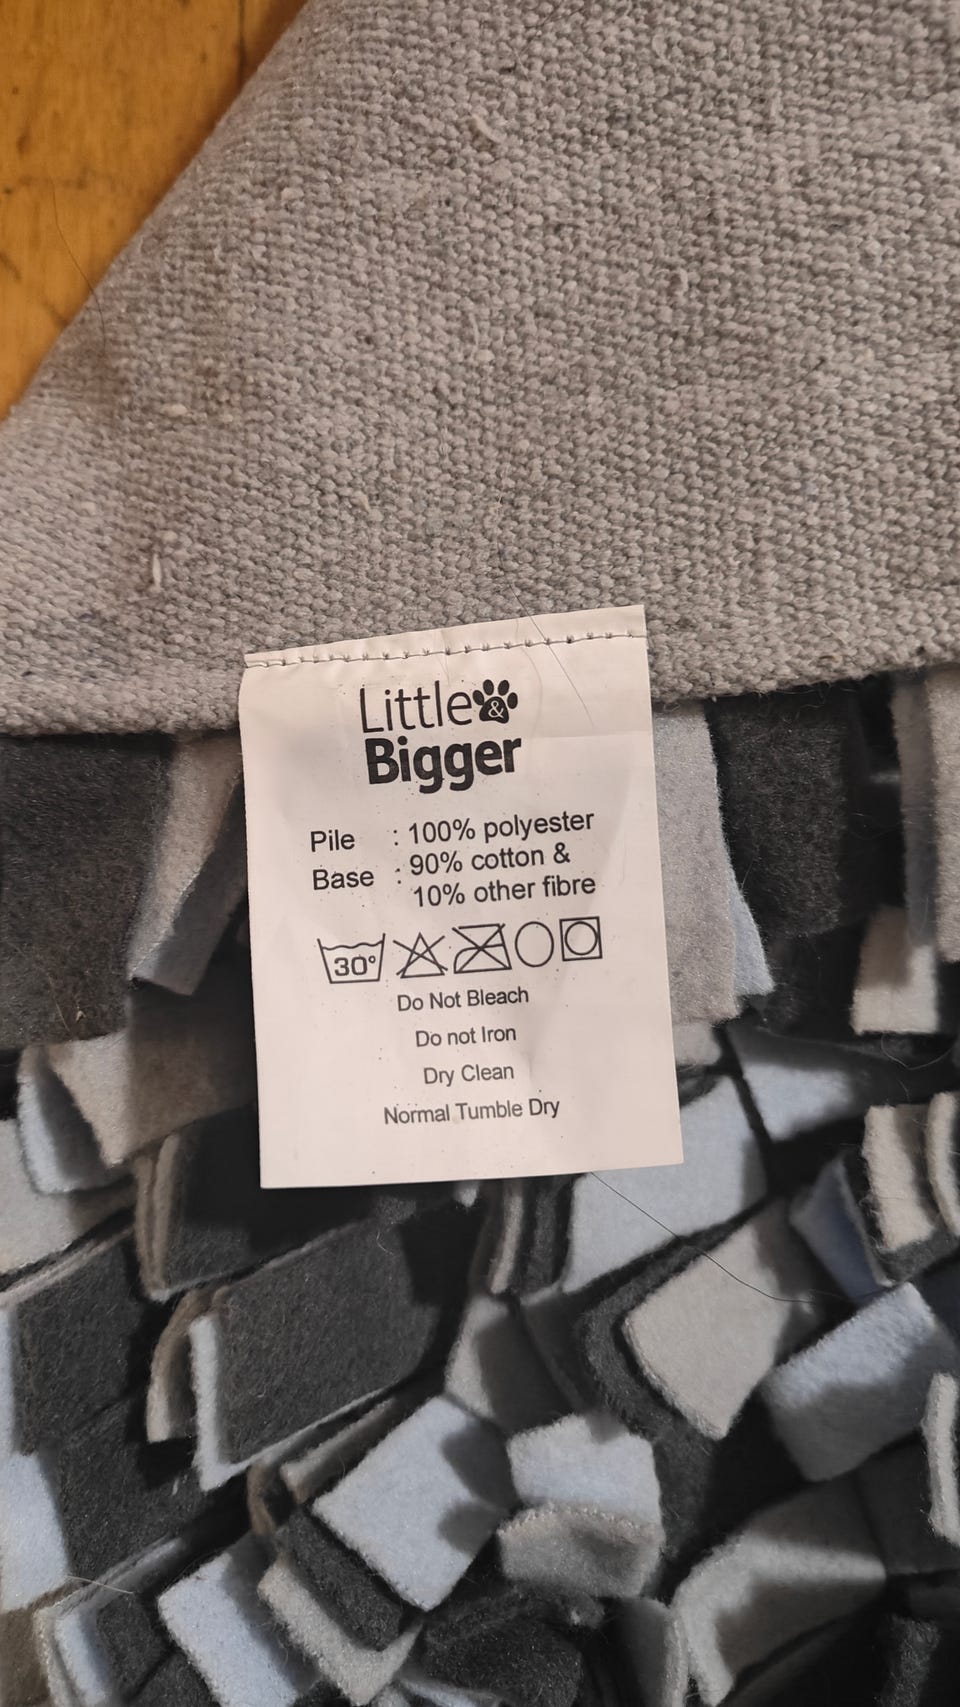 Little &
Bigger
Pile : 100% polyester
Base : 90% cotton &
10% other fibre
30°
Do Not Bleach
Do not Iron
Dry Clean
Normal Tumble Dry